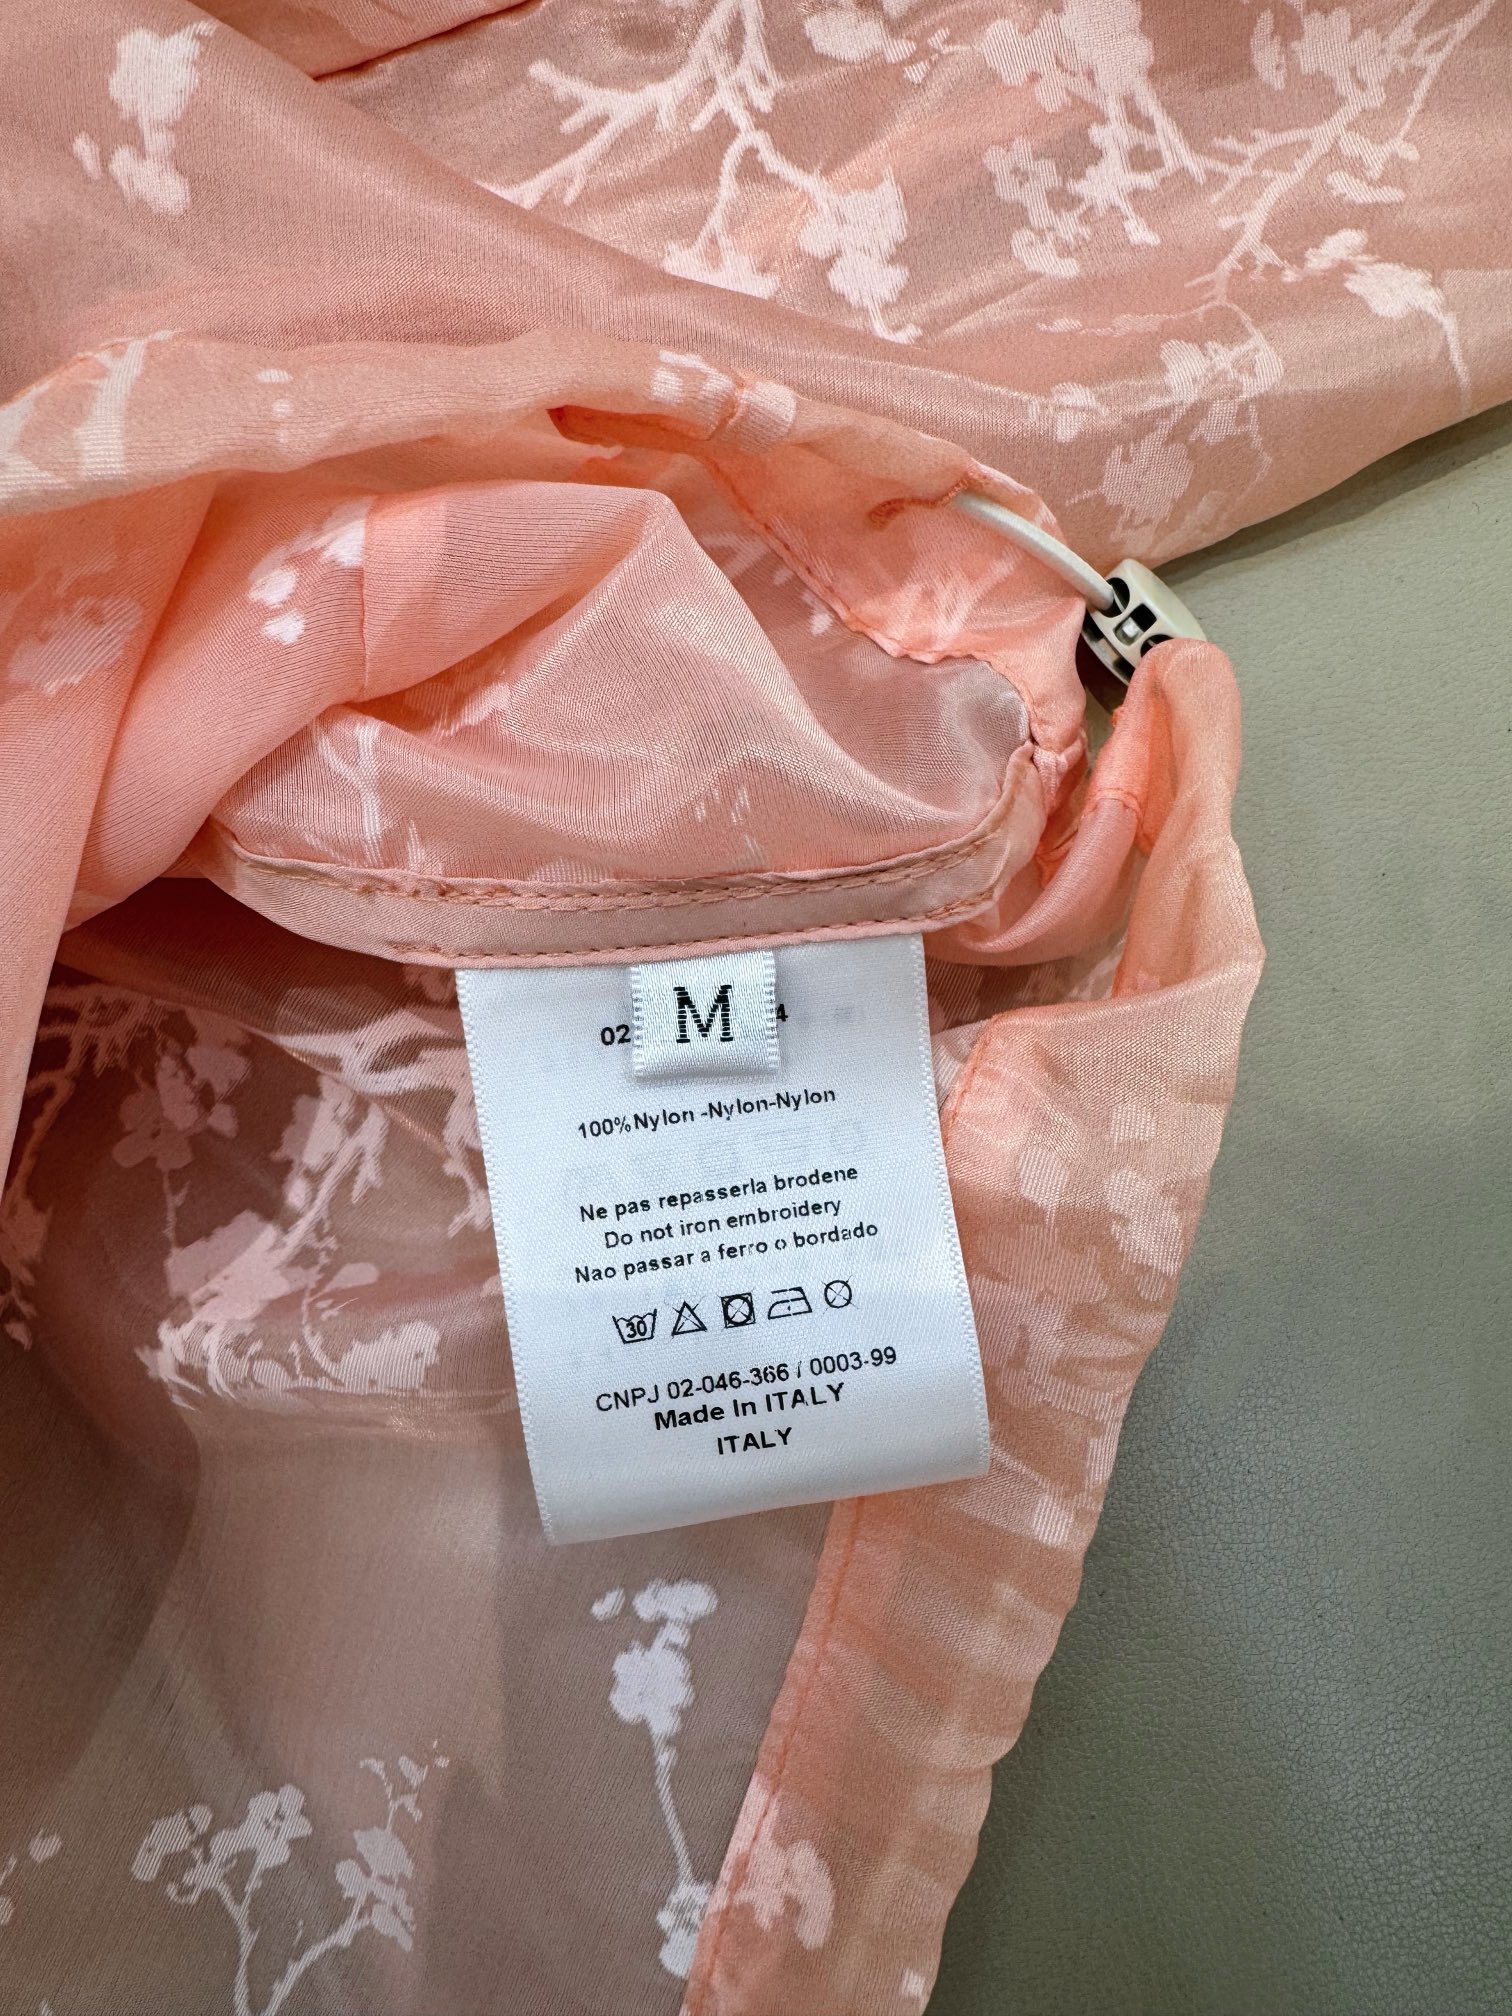 M
02 4
100%Nylon -Nylon-Nylon
Ne pas repasserla brodene
Do not iron embroidery
Nao passar a ferro o bordado
30
CNPJ 02-046-366 / 0003-99
Made In ITALY
ITALY